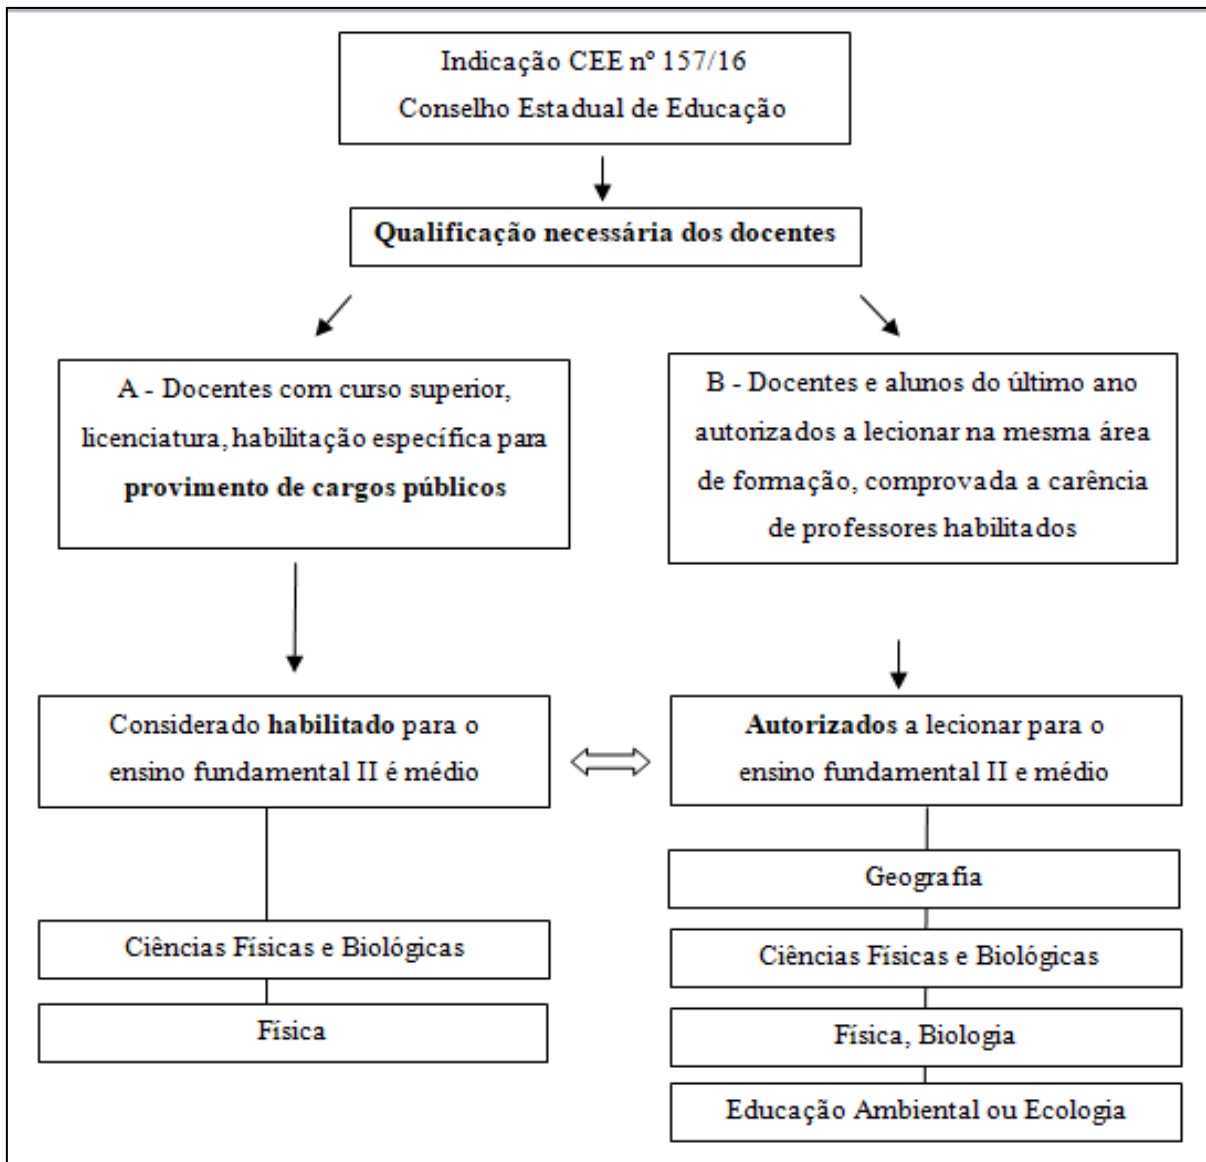 Indicação CEE nº 157/16
Conselho Estadual de Educação
Qualificação necessária dos docentes
A - Docentes com curso superior,
licenciatura, habilitação específica para
provimento de cargos públicos
B - Docentes e alunos do último ano
autorizados a lecionar na mesma área
de formação, comprovada a carência
de professores habilitados
Considerado habilitado para o
ensino fundamental II é médio
Autorizados a lecionar para o
ensino fundamental II e médio
Geografia
Ciências Físicas e Biológicas
Ciências Físicas e Biológicas
Física
Física, Biologia
Educação Ambiental ou Ecologia